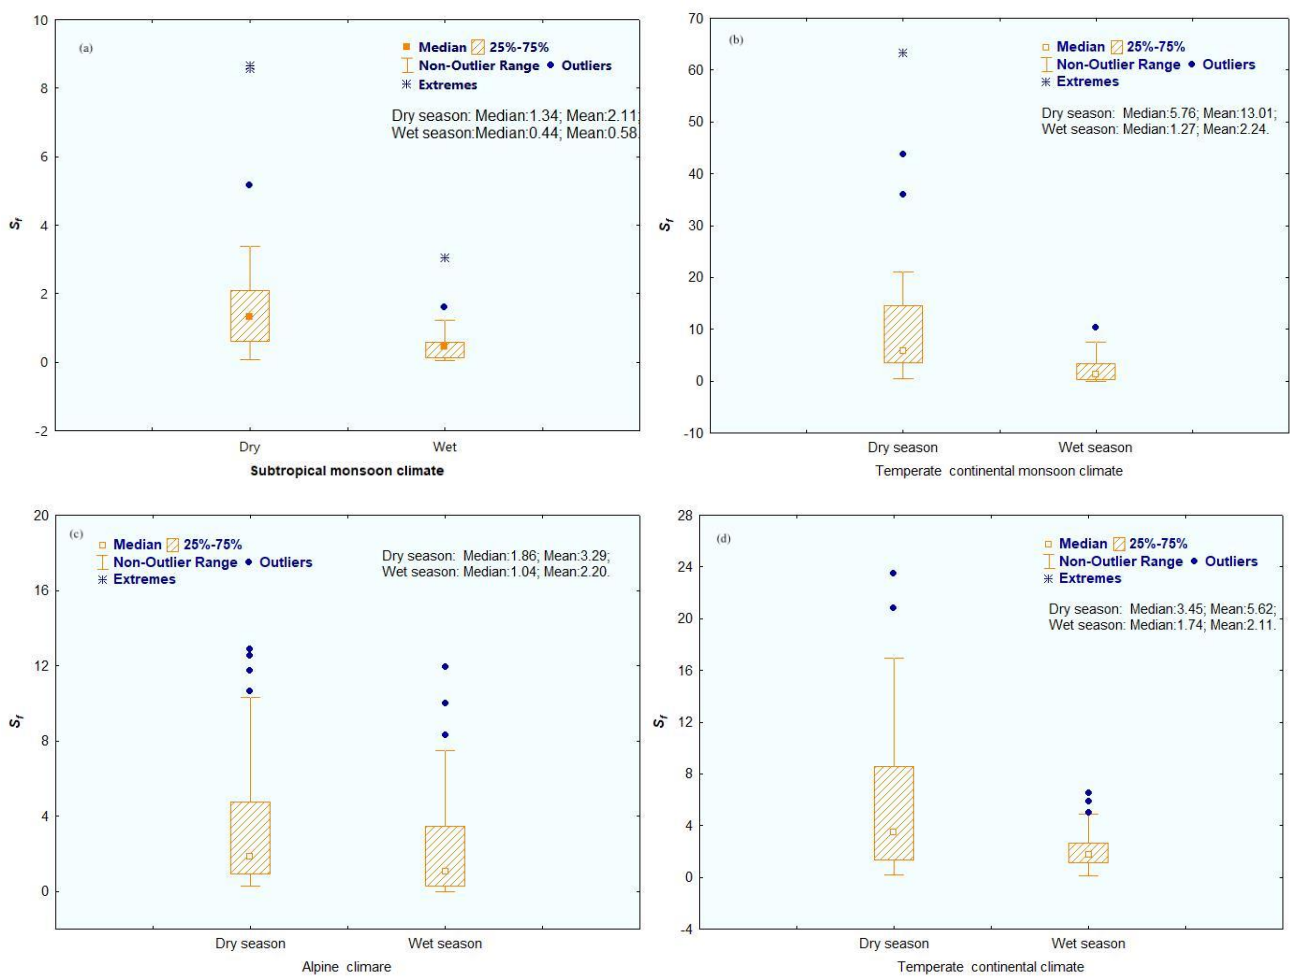 (a)
Median 25%-75%
Non-Outlier Range Outliers
Extremes
Dry season: Median:1.34; Mean:2.11;
Wet season:Median:0.44; Mean:0.58.
10
8
6
4
2
0
-2
Sf
Dry Wet
Subtropical monsoon climate
(b)
Median 25%-75%
Non-Outlier Range Outliers
Extremes
Dry season: Median:5.76; Mean:13.01;
Wet season: Median:1.27; Mean:2.24.
70
60
50
40
30
20
10
0
-10
Sf
Dry season Wet season
Temperate continental monsoon climate
(c)
Median 25%-75%
Non-Outlier Range Outliers
Extremes
Dry season: Median:1.86; Mean:3.29;
Wet season: Median:1.04; Mean:2.20.
20
16
12
8
4
0
Sf
Dry season Wet season
Alpine climare
(d)
Median 25%-75%
Non-Outlier Range Outliers
Extremes
Dry season: Median:3.45; Mean:5.62;
Wet season: Median:1.74; Mean:2.11.
28
24
20
16
12
8
4
0
-4
Sf
Dry season Wet season
Temperate continental climate